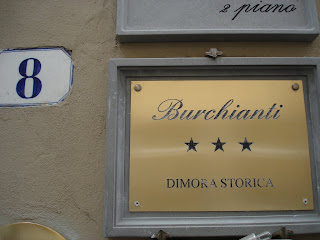 2 piano
8
Burchianti
★ ★ ★
DIMORA STORICA